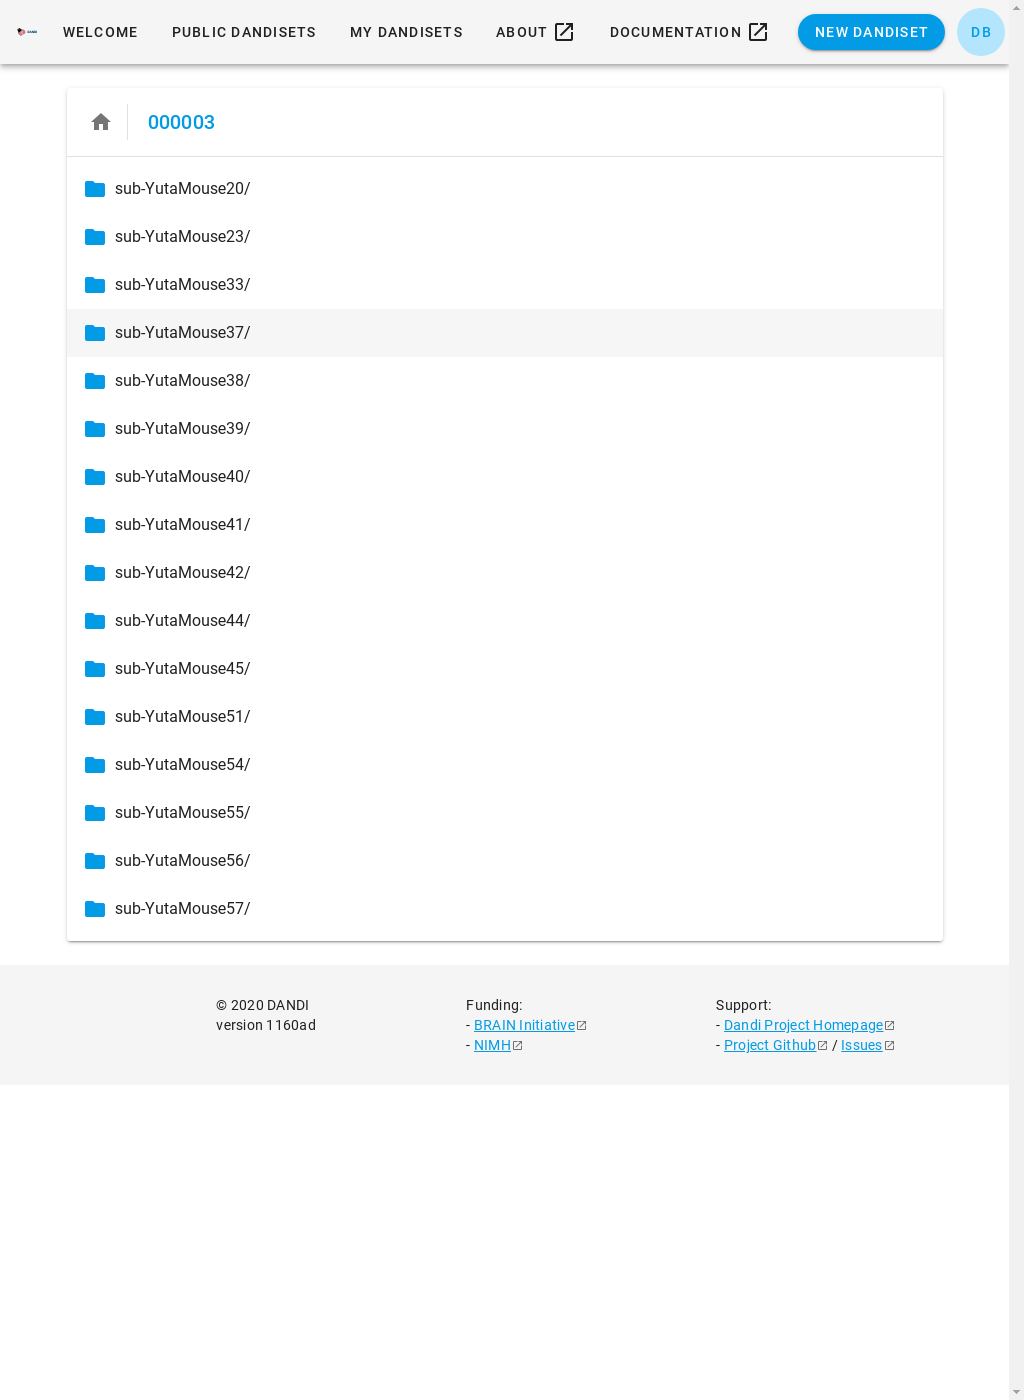 DANDI
WELCOME PUBLIC DANDISETS MY DANDISETS ABOUT DOCUMENTATION NEW DANDISET DB
000003
sub-YutaMouse20/
sub-YutaMouse23/
sub-YutaMouse33/
sub-YutaMouse37/
sub-YutaMouse38/
sub-YutaMouse39/
sub-YutaMouse40/
sub-YutaMouse41/
sub-YutaMouse42/
sub-YutaMouse44/
sub-YutaMouse45/
sub-YutaMouse51/
sub-YutaMouse54/
sub-YutaMouse55/
sub-YutaMouse56/
sub-YutaMouse57/
© 2020 DANDI
version 1160ad
Funding:
- BRAIN Initiative
- NIMH
Support:
- Dandi Project Homepage
- Project Github / Issues